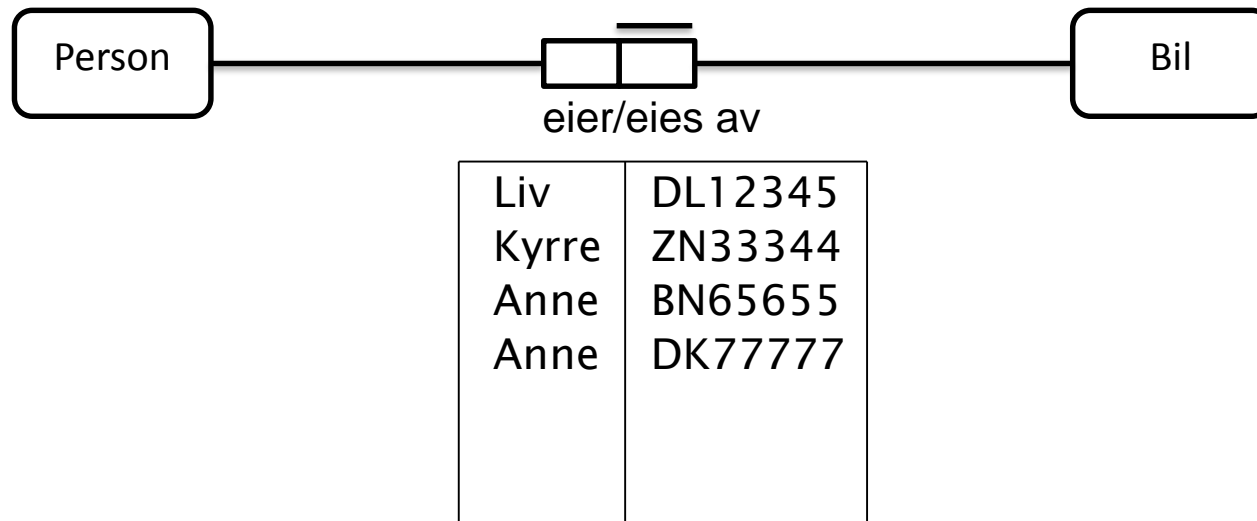 Person Bil
eier/eies av
Liv DL12345
Kyrre ZN33344
Anne BN65655
Anne DK77777